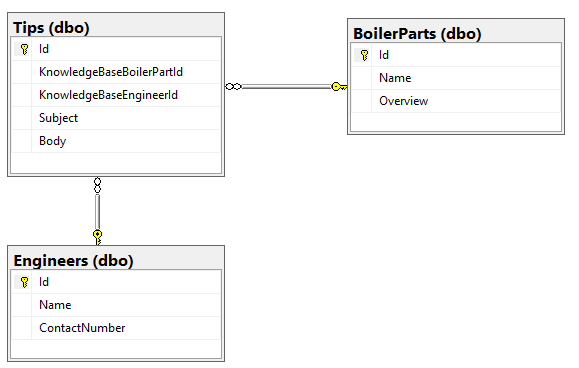 Tips (dbo)
Id
KnowledgeBaseBoilerPartId
KnowledgeBaseEngineerId
Subject
Body
BoilerParts (dbo)
Id
Name
Overview
Engineers (dbo)
Id
Name
ContactNumber